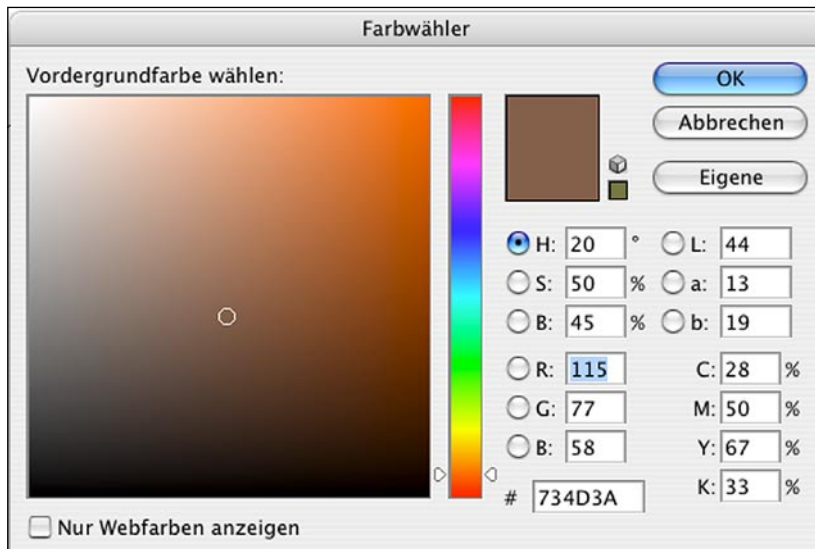 Farbwähler
Vordergrundfarbe wählen:
OK
Abbrechen
Eigene
H: 20 °
L: 44
S: 50 %
a: 13
B: 45 %
b: 19
R: 115
C: 28 %
G: 77
M: 50 %
B: 58
Y: 67 %
# 734D3A
K: 33 %
Nur Webfarben anzeigen